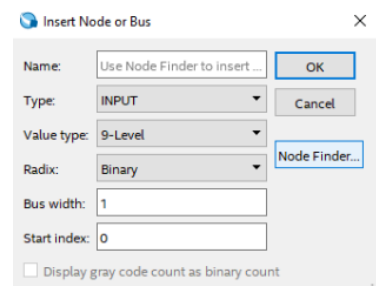 Insert Node or Bus
Name: Use Node Finder to insert ... OK
Type: INPUT Cancel
Value type: 9-Level
Node Finder...
Radix: Binary
Bus width: 1
Start index: 0
Display gray code count as binary count